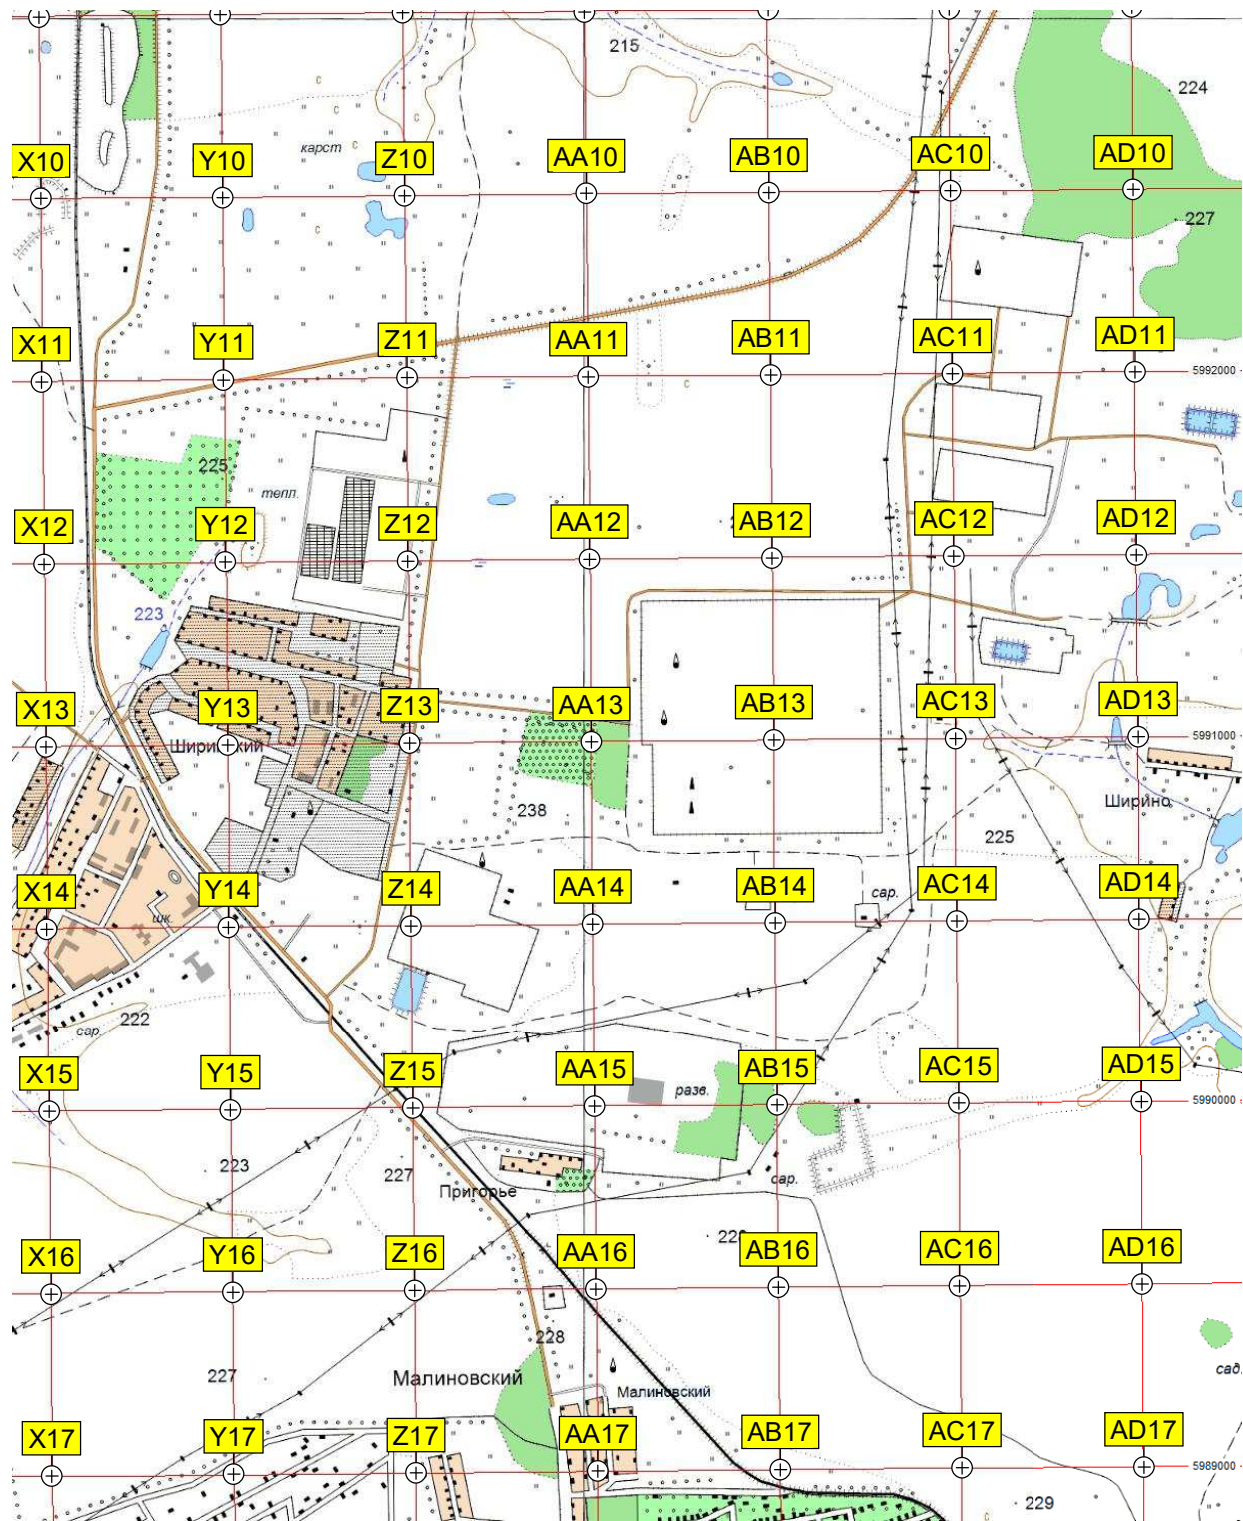 215
224
карст
с
с
с
с
X10
Y10
Z10
AA10
AB10
AC10
AD10
227
с
с
X11
Y11
Z11
AA11
AB11
AC11
AD11
5992000
с
225
тепл.
X12
Y12
Z12
AA12
AB12
AC12
AD12
223
X13
Y13
Z13
AA13
AB13
AC13
AD13
5991000
Ширино
238
225
X14
Y14
Z14
AA14
AB14
AC14
AD14
шк.
сар.
222
сар.
X15
Y15
Z15
AA15
AB15
AC15
AD15
разв.
5990000
223
227
Пригорье
сар.
X16
Y16
Z16
AA16
AB16
AC16
AD16
228
227
Малиновский
Малиновский
сад.
X17
Y17
Z17
AA17
AB17
AC17
AD17
5989000
229
с